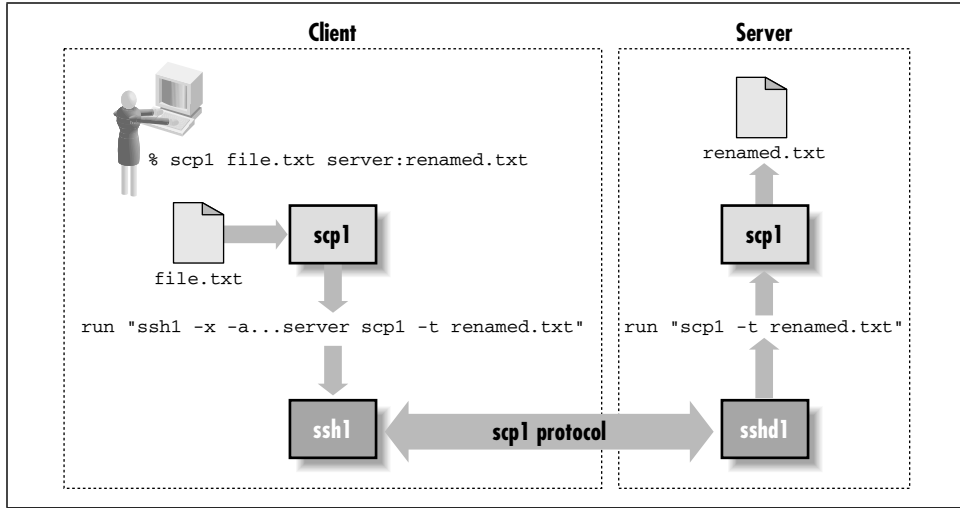 Client
Server
% scp1 file.txt server:renamed.txt
renamed.txt
scp1
scp1
file.txt
run "ssh1 -x -a...server scp1 -t renamed.txt"
run "scp1 -t renamed.txt"
ssh1
scp1 protocol
sshd1